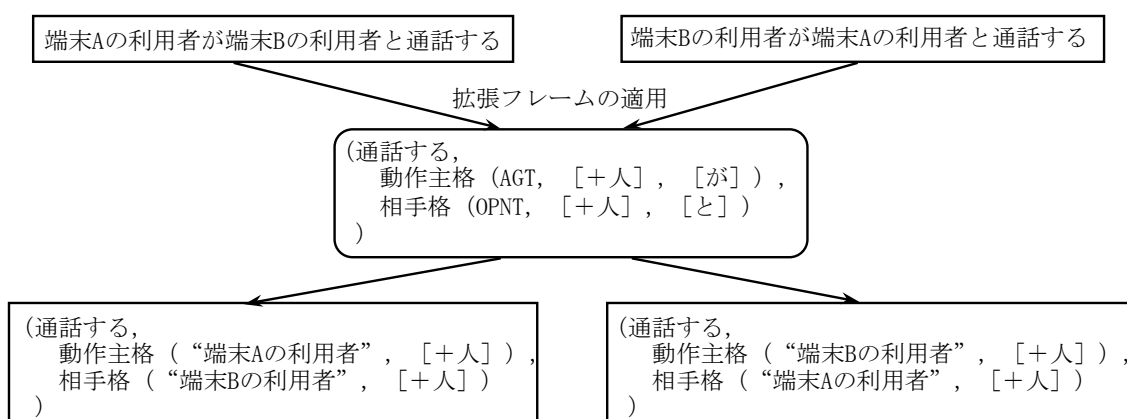 端末Aの利用者が端末Bの利用者と通話する
端末Bの利用者が端末Aの利用者と通話する
拡張フレームの適用
(通話する,
動作主格 (AGT, [+人], [が]),
相手格 (OPNT, [+人], [と])
)
(通話する,
動作主格 (“端末Aの利用者”, [+人]),
相手格 (“端末Bの利用者”, [+人])
)
(通話する,
動作主格 (“端末Bの利用者”, [+人]),
相手格 (“端末Aの利用者”, [+人])
)